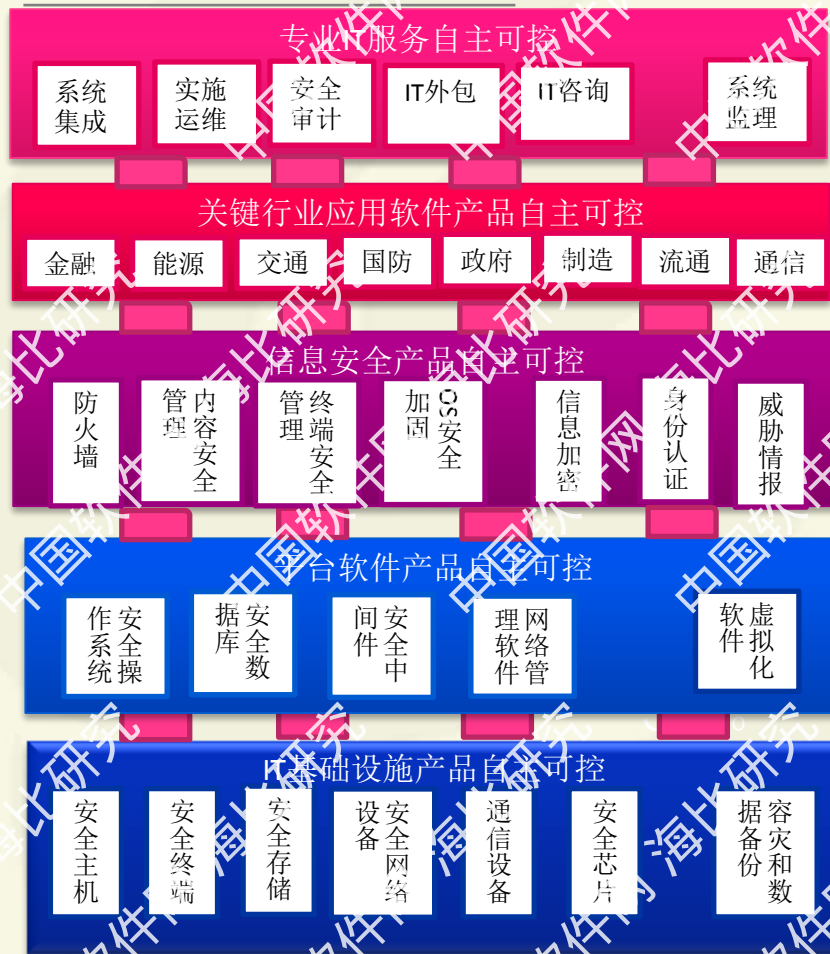 专业IT服务自主可控
系统
集成
实施
运维
安全
审计
IT外包
IT咨询
系统
监理
关键行业应用软件产品自主可控
金融
能源
交通
国防
政府
制造
流通
通信
信息安全产品自主可控
防火墙
内容安全
管理
终端安全
管理
OS安全
加固
信息加密
身份认证
威胁情报
平台软件产品自主可控
安全操
作系统
安全数
据库
安全中
间件
网络管
理软件
虚拟化
软件
IT基础设施产品自主可控
安全主机
安全终端
安全存储
安全网络
设备
通信设备
安全芯片
容灾和数
据备份
中国软件网
海比研究